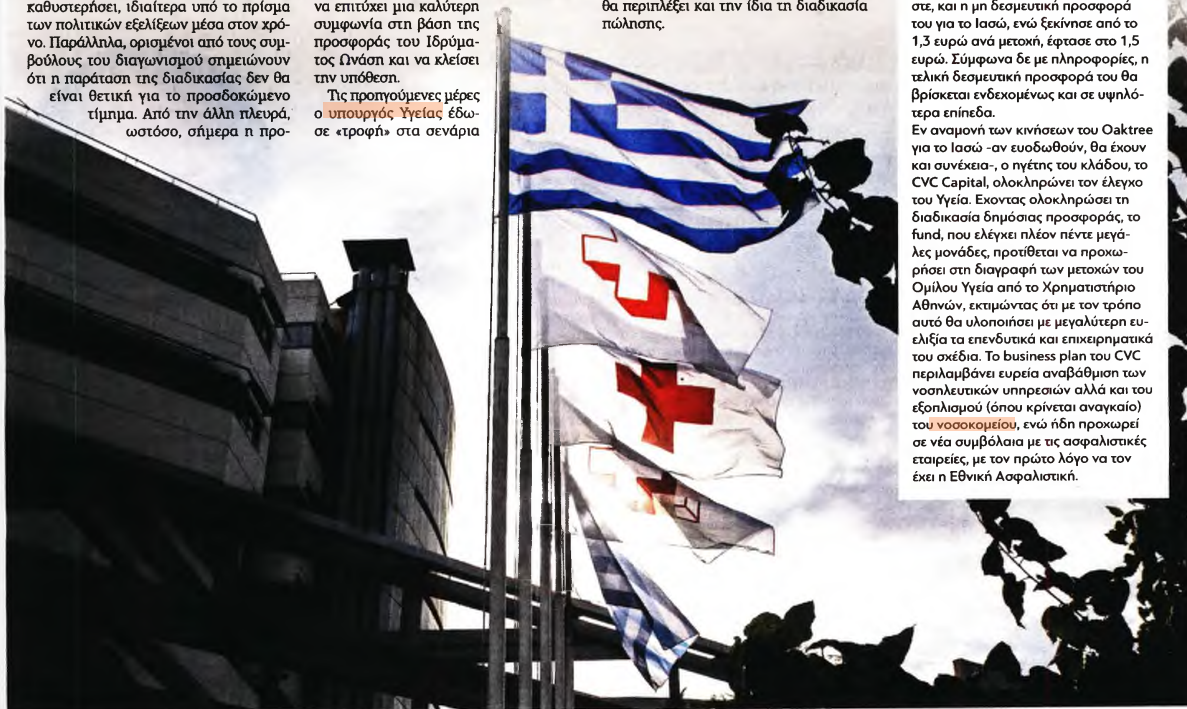 καθυστερήσει, ιδιαίτερα υπό το πρίσμα
των πολιτικών εξελίξεων μέσα στον χρό-
νο. Παράλληλα, ορισμένοι από τους συμ-
βούλους του διαγωνισμού σημειώνουν
ότι η παράταση της διαδικασίας δεν θα
είναι θετική για το προσδοκώμενο
τίμημα. Από την άλλη πλευρά,
ωστόσο, σήμερα η προ-
να επιτύχει μια καλύτερη
συμφωνία στη βάση της
προσφοράς του Ιδρύμα-
τος Ωνάση και να κλείσει
την υπόθεση.
Τις προηγούμενες μέρες
ο υπουργός Υγείας έδω-
σε «τροφή» στα σενάρια
θα περιπλέξει και την ίδια τη διαδικασία
πώλησης.
στε, και η μη δεσμευτική προσφορά
του για το Ιασώ, ενώ ξεκίνησε από το
1,3 ευρώ ανά μετοχή, έφτασε στο 1,5
ευρώ. Σύμφωνα δε με πληροφορίες, η
τελική δεσμευτική προσφορά του θα
βρίσκεται ενδεχομένως και σε υψηλό-
τερα επίπεδα.
Εν αναμονή των κινήσεων του Oaktree
για το Ιασώ -αν ευοδωθούν, θα έχουν
και συνέχεια-, ο ηγέτης του κλάδου, το
CVC Capital, ολοκληρώνει τον έλεγχο
του Υγεία. Εχοντας ολοκληρώσει τη
διαδικασία δημόσιας προσφοράς, το
fund, που ελέγχει πλέον πέντε μεγά-
λες μονάδες, προτίθεται να προχω-
ρήσει στη διαγραφή των μετοχών του
Ομίλου Υγεία από το Χρηματιστήριο
Αθηνών, εκτιμώντας ότι με τον τρόπο
αυτό θα υλοποιήσει με μεγαλύτερη ευ-
ελιξία τα επενδυτικά και επιχειρηματικά
του σχέδια. Το business plan του CVC
περιλαμβάνει ευρεία αναβάθμιση των
νοσηλευτικών υπηρεσιών αλλά και του
εξοπλισμού (όπου κρίνεται αναγκαίο)
του νοσοκομείου, ενώ ήδη προχωρεί
σε νέα συμβόλαια με τις ασφαλιστικές
εταιρείες, με τον πρώτο λόγο να τον
έχει η Εθνική Ασφαλιστική.